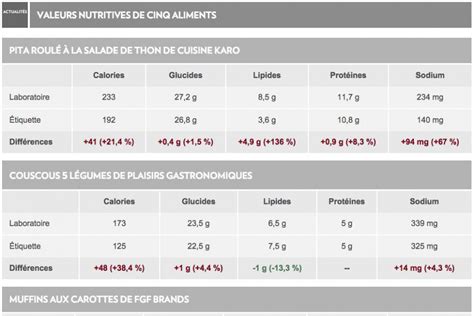 ACTUALITÉS
VALEURS NUTRITIVES DE CINQ ALIMENTS
PITA ROULÉ À LA SALADE DE THON DE CUISINE KARO
Calories Glucides Lipides Protéines Sodium
Laboratoire 233 27,2 g 8,5 g 11,7 g 234 mg
Étiquette 192 26,8 g 3,6 g 10,8 g 140 mg
Différences +41 (+21,4 %) +0,4 g (+1,5 %) +4,9 g (+136 %) +0,9 g (+8,3 %) +94 mg (+67 %)
COUSCOUS 5 LÉGUMES DE PLAISIRS GASTRONOMIQUES
Calories Glucides Lipides Protéines Sodium
Laboratoire 173 23,5 g 6,5 g 5 g 339 mg
Étiquette 125 22,5 g 7,5 g 5 g 325 mg
Différences +48 (+38,4 %) +1 g (+4,4 %) -1 g (-13,3 %) -- +14 mg (+4,3 %)
MUFFINS AUX CAROTTES DE FGF BRANDS